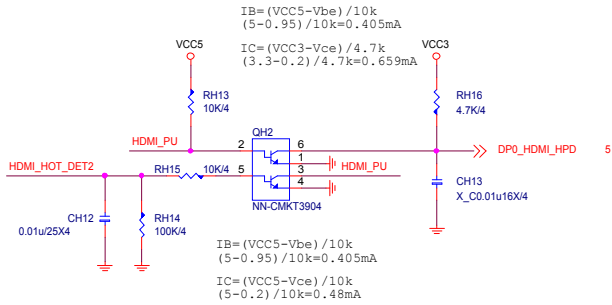 IB=(VCC5-Vbe)/10k
(5-0.95)/10k=0.405mA
IC=(VCC3-Vce)/4.7k
(3.3-0.2)/4.7k=0.659mA
VCC5
VCC3
RH13
10K/4
RH16
4.7K/4
HDMI_PU
QH2
2
6
1
DP0_HDMI_HPD 5
HDMI_HOT_DET2
RH15
10K/4
5
3
4
HDMI_PU
NN-CMKT3904
CH13
X_C0.01u16X/4
CH12
0.01u/25X4
RH14
100K/4
IB=(VCC5-Vbe)/10k
(5-0.95)/10k=0.405mA
IC=(VCC5-Vce)/10k
(5-0.2)/10k=0.48mA